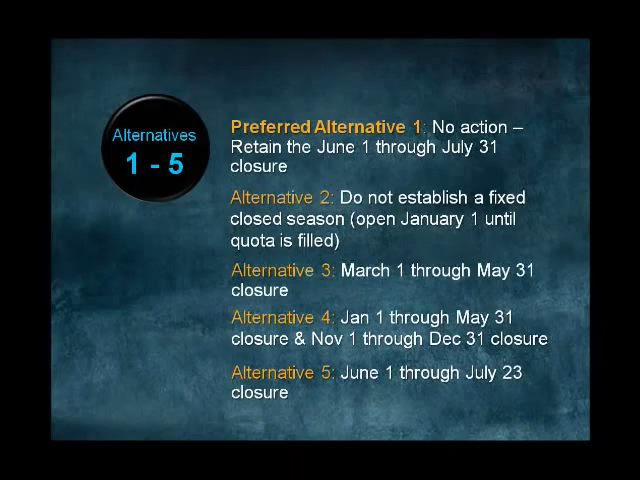 Alternatives
1 - 5
Preferred Alternative 1: No action –
Retain the June 1 through July 31
closure
Alternative 2: Do not establish a fixed
closed season (open January 1 until
quota is filled)
Alternative 3: March 1 through May 31
closure
Alternative 4: Jan 1 through May 31
closure & Nov 1 through Dec 31 closure
Alternative 5: June 1 through July 23
closure